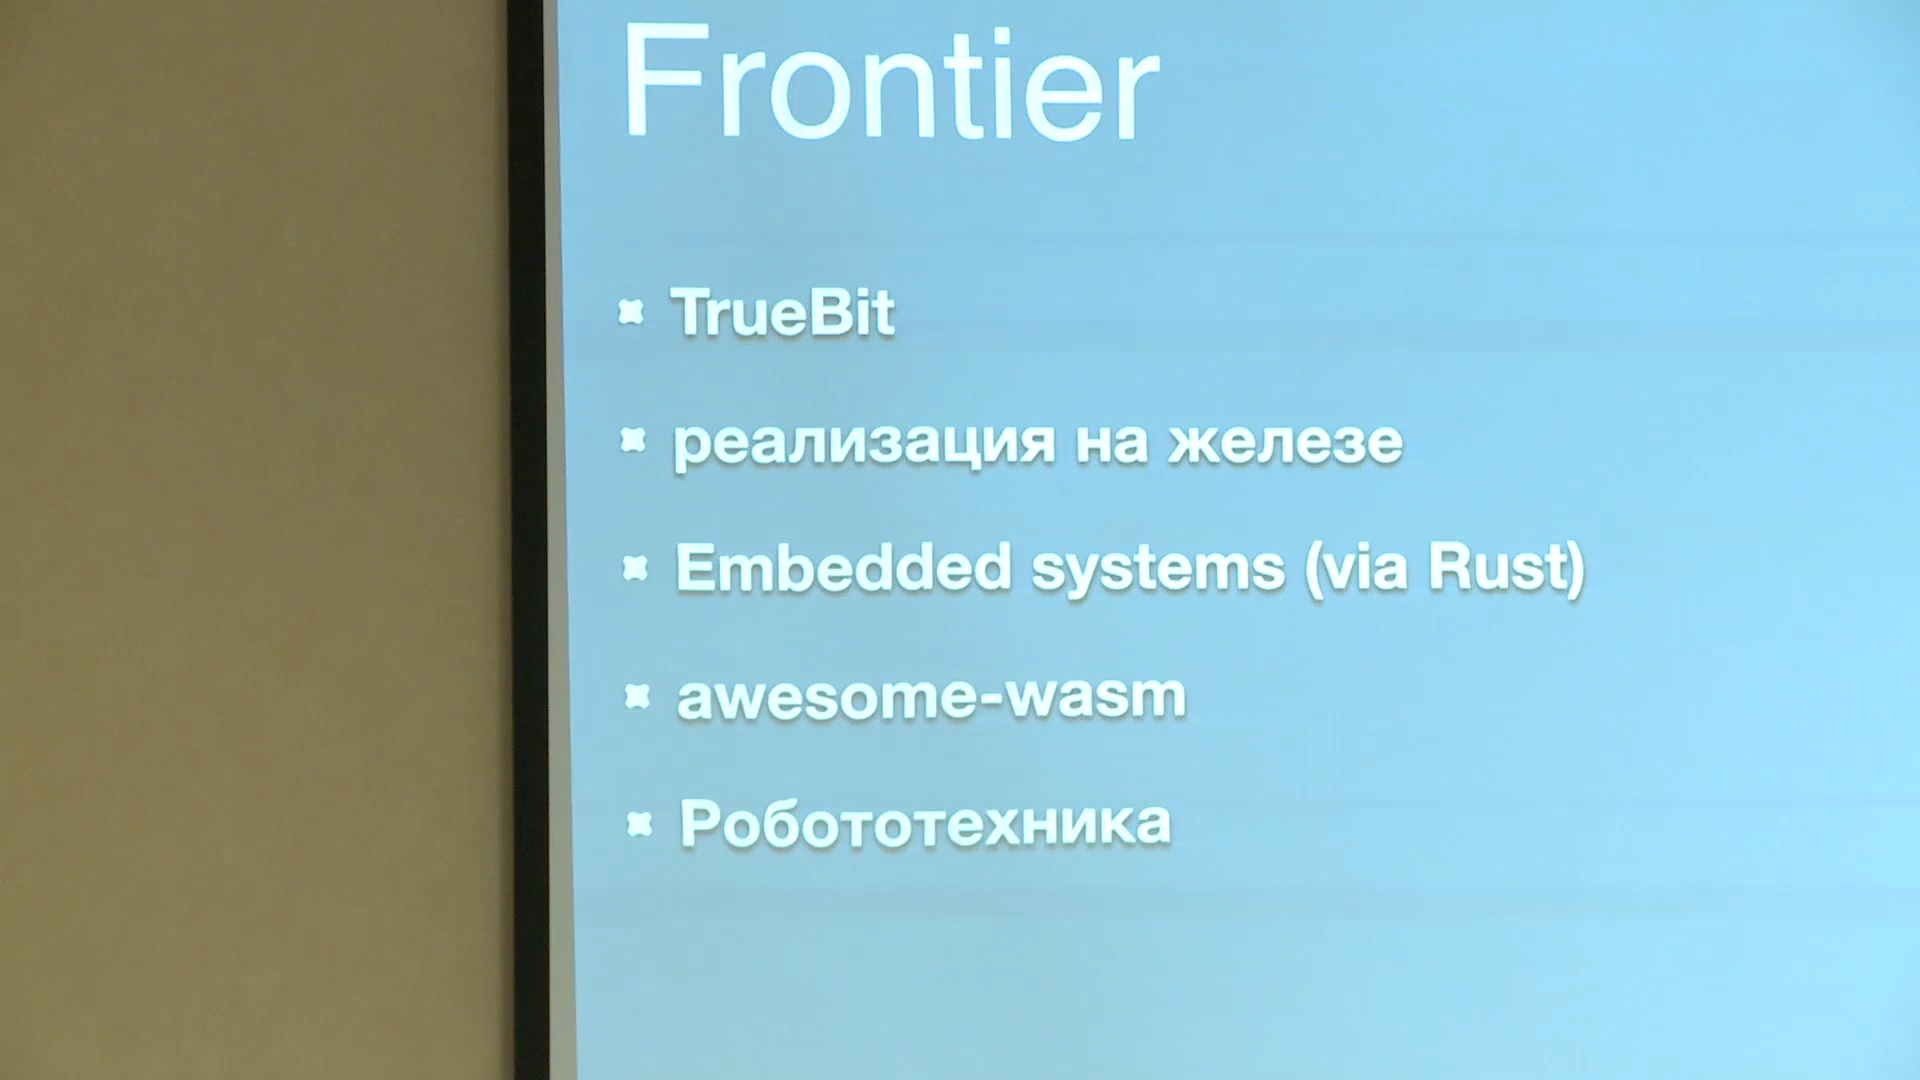 Frontier
TrueBit
реализация на железе
Embedded systems (via Rust)
awesome-wasm
Робототехника